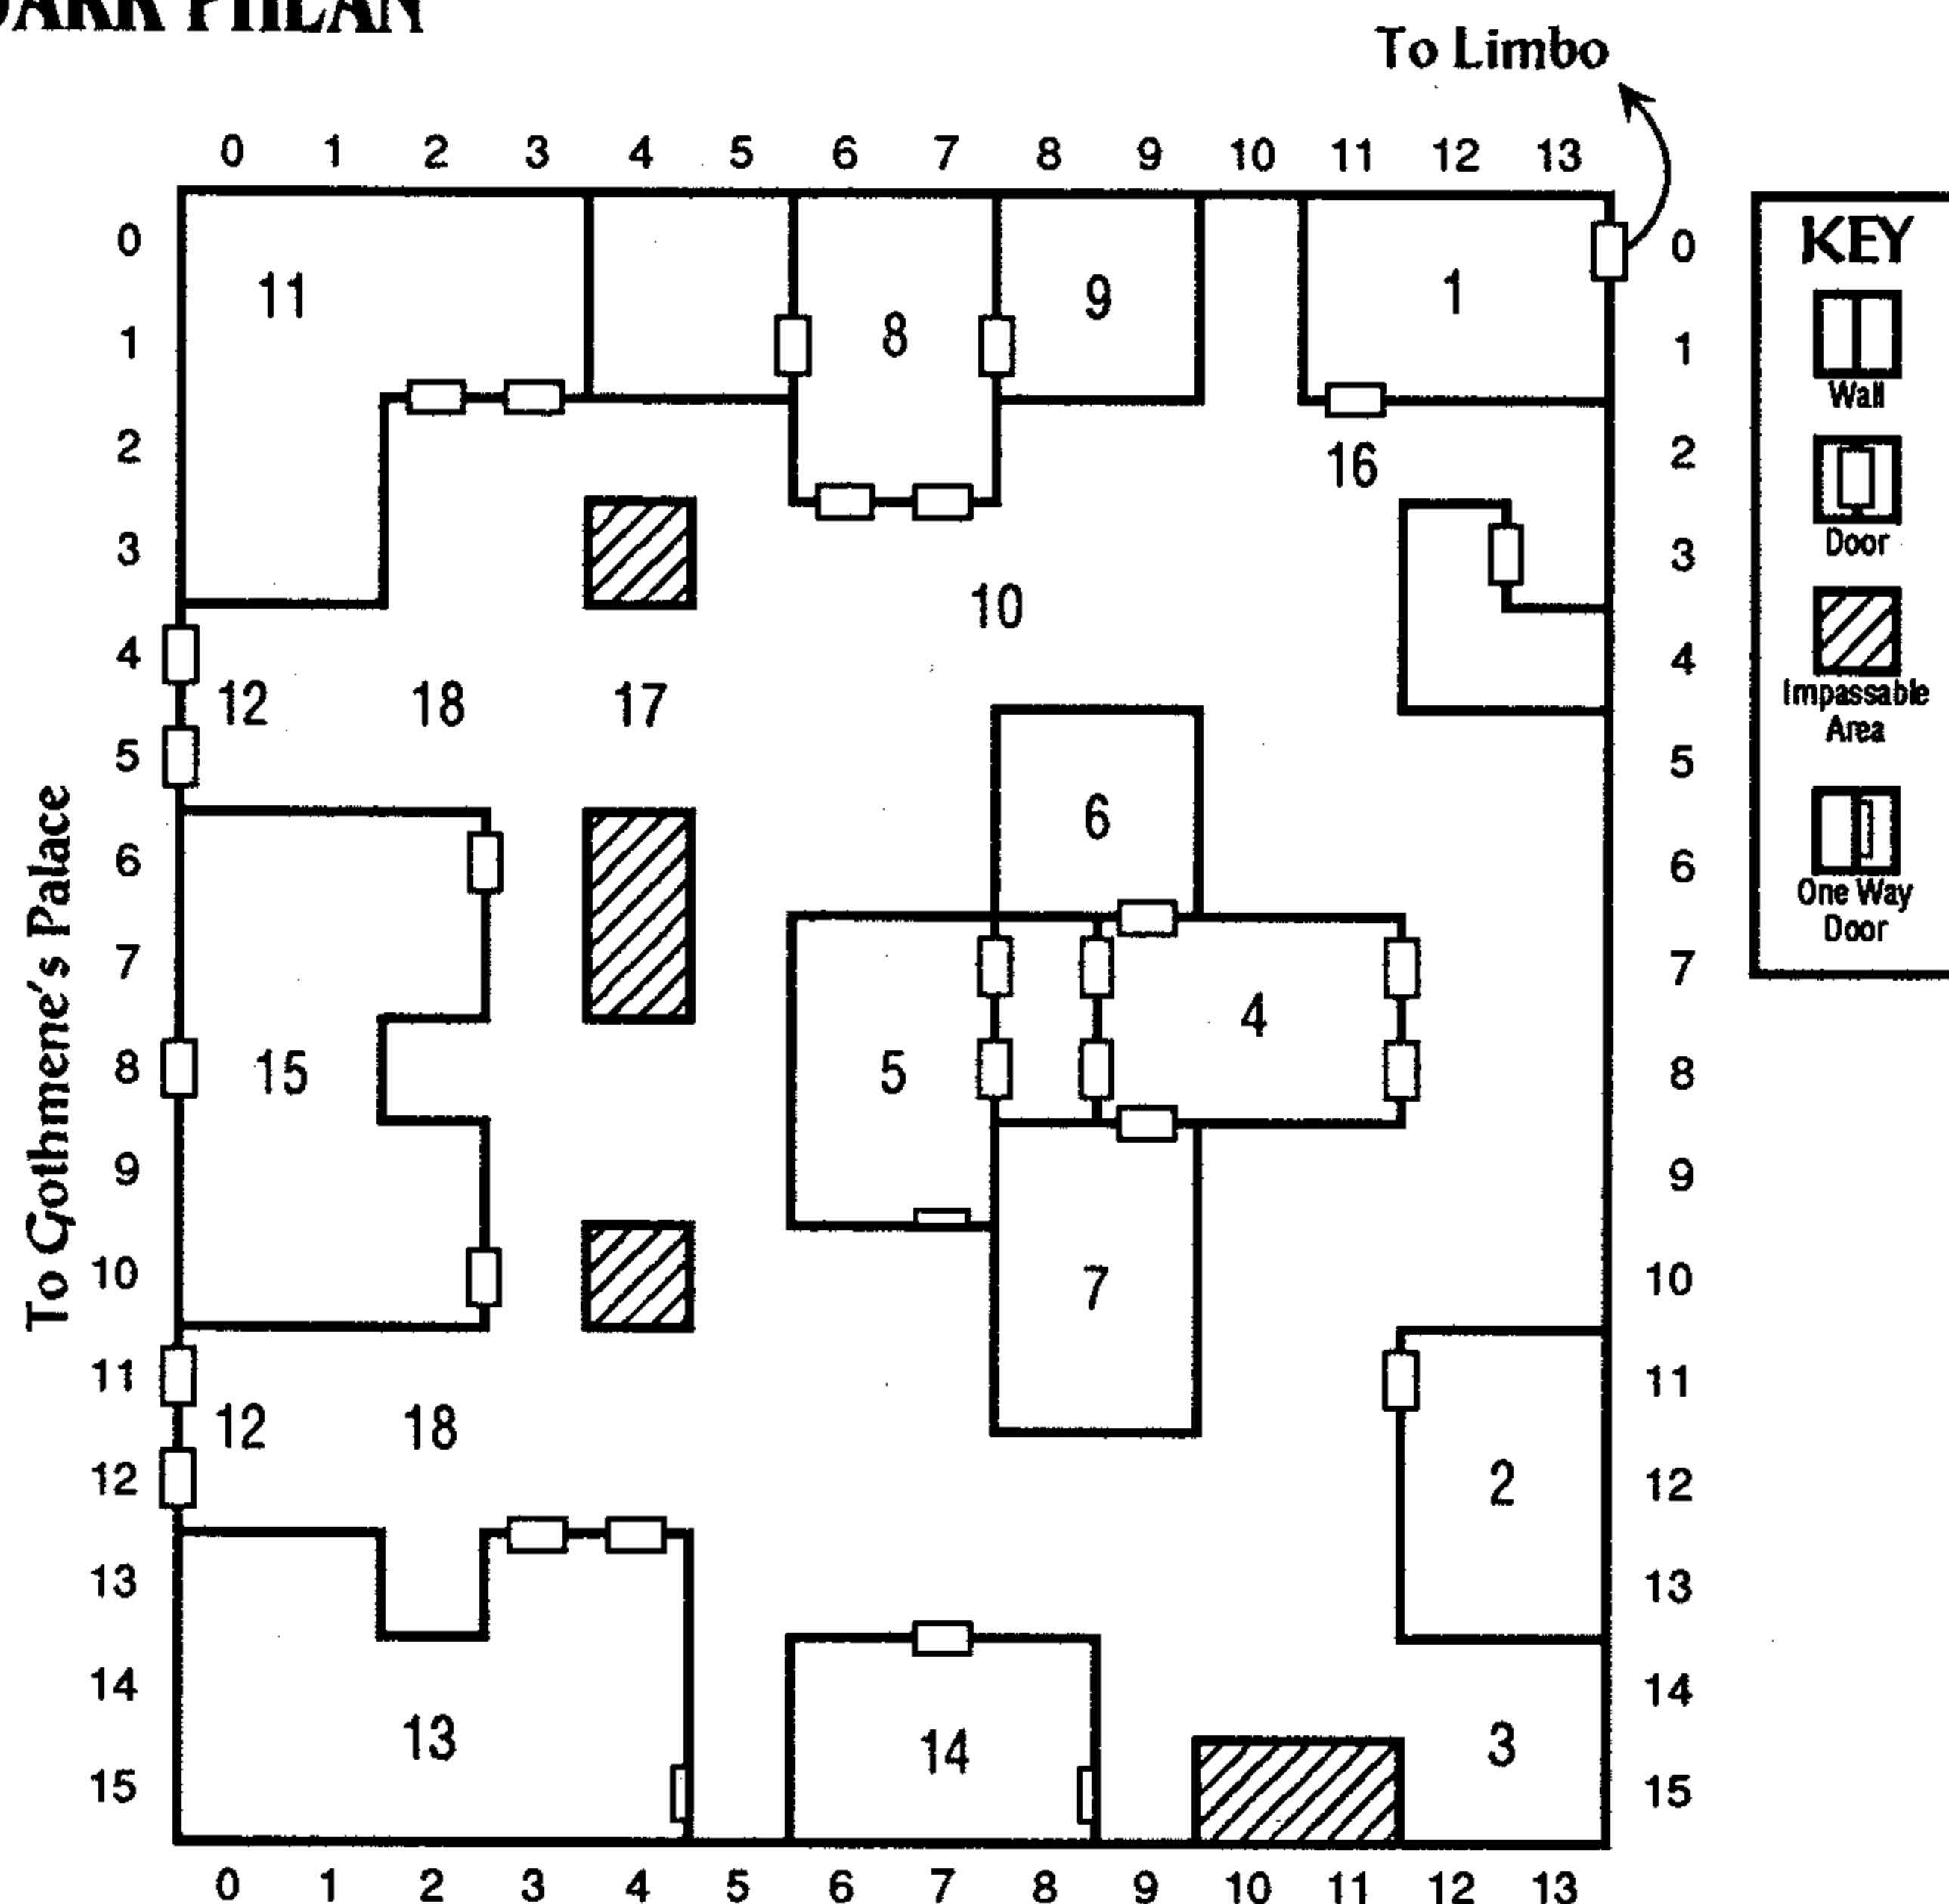 DARK PHLAN
To Limbo
0 1 2 3 4 5 6 7 8 9 10 11 12 13
0 0
11 9 1
8
1 1
2 16 2
3 3
10
4 4
12 18 17
5 5
6
6 6
7 7
4
8 15 5 8
9 9
10 7 10
11 11
12 18
12 2 12
13 13
14 14
13 14 3
15 15
0 1 2 3 4 5 6 7 8 9 10 11 12 13
To Gothmene's Palace
KEY
Wall
Door
Impassable
Area
One Way
Door